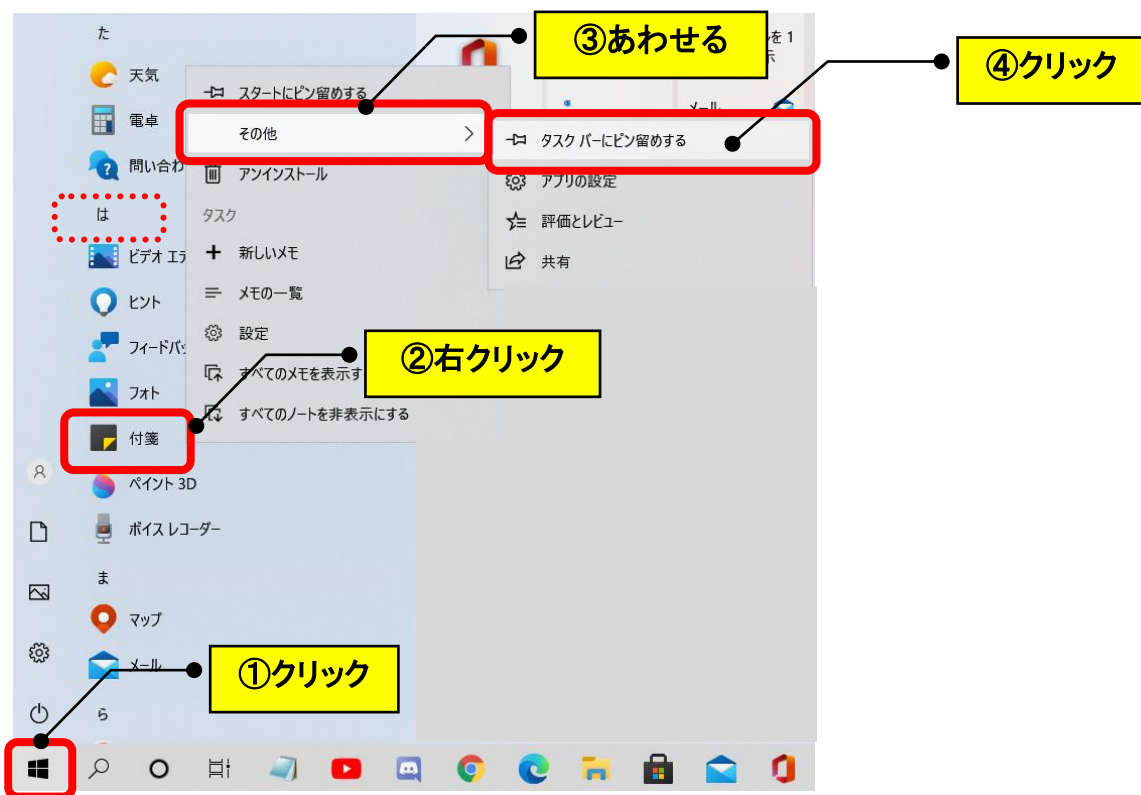 た
天気
電卓
問い合わ
は
ビデオ エデ
ヒント
フィードバッ
フォト
付箋
ペイント 3D
ボイス レコーダー
ま
マップ
メール
ら
スタートにピン留めする
その他
アンインストール
タスク
新しいメモ
メモの一覧
設定
すべてのメモを表示す
すべてのノートを非表示にする
タスク バーにピン留めする
アプリの設定
評価とレビュー
共有
を 1
メール
①クリック
②右クリック
③あわせる
④クリック